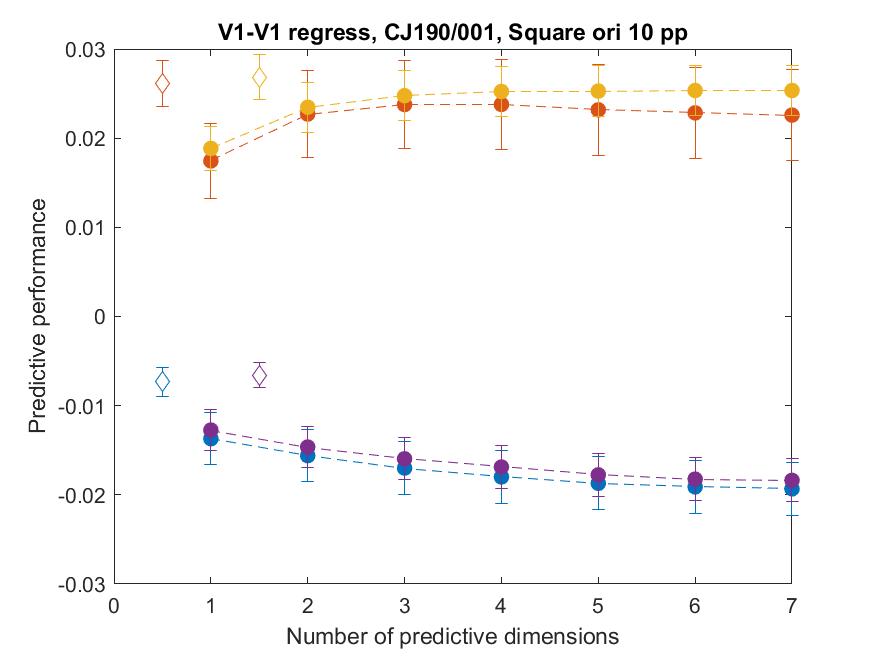 V1-V1 regress, CJ190/001, Square ori 10 pp
0.03
0.02
0.01
0
-0.01
-0.02
-0.03
Predictive performance
0 1 2 3 4 5 6 7
Number of predictive dimensions